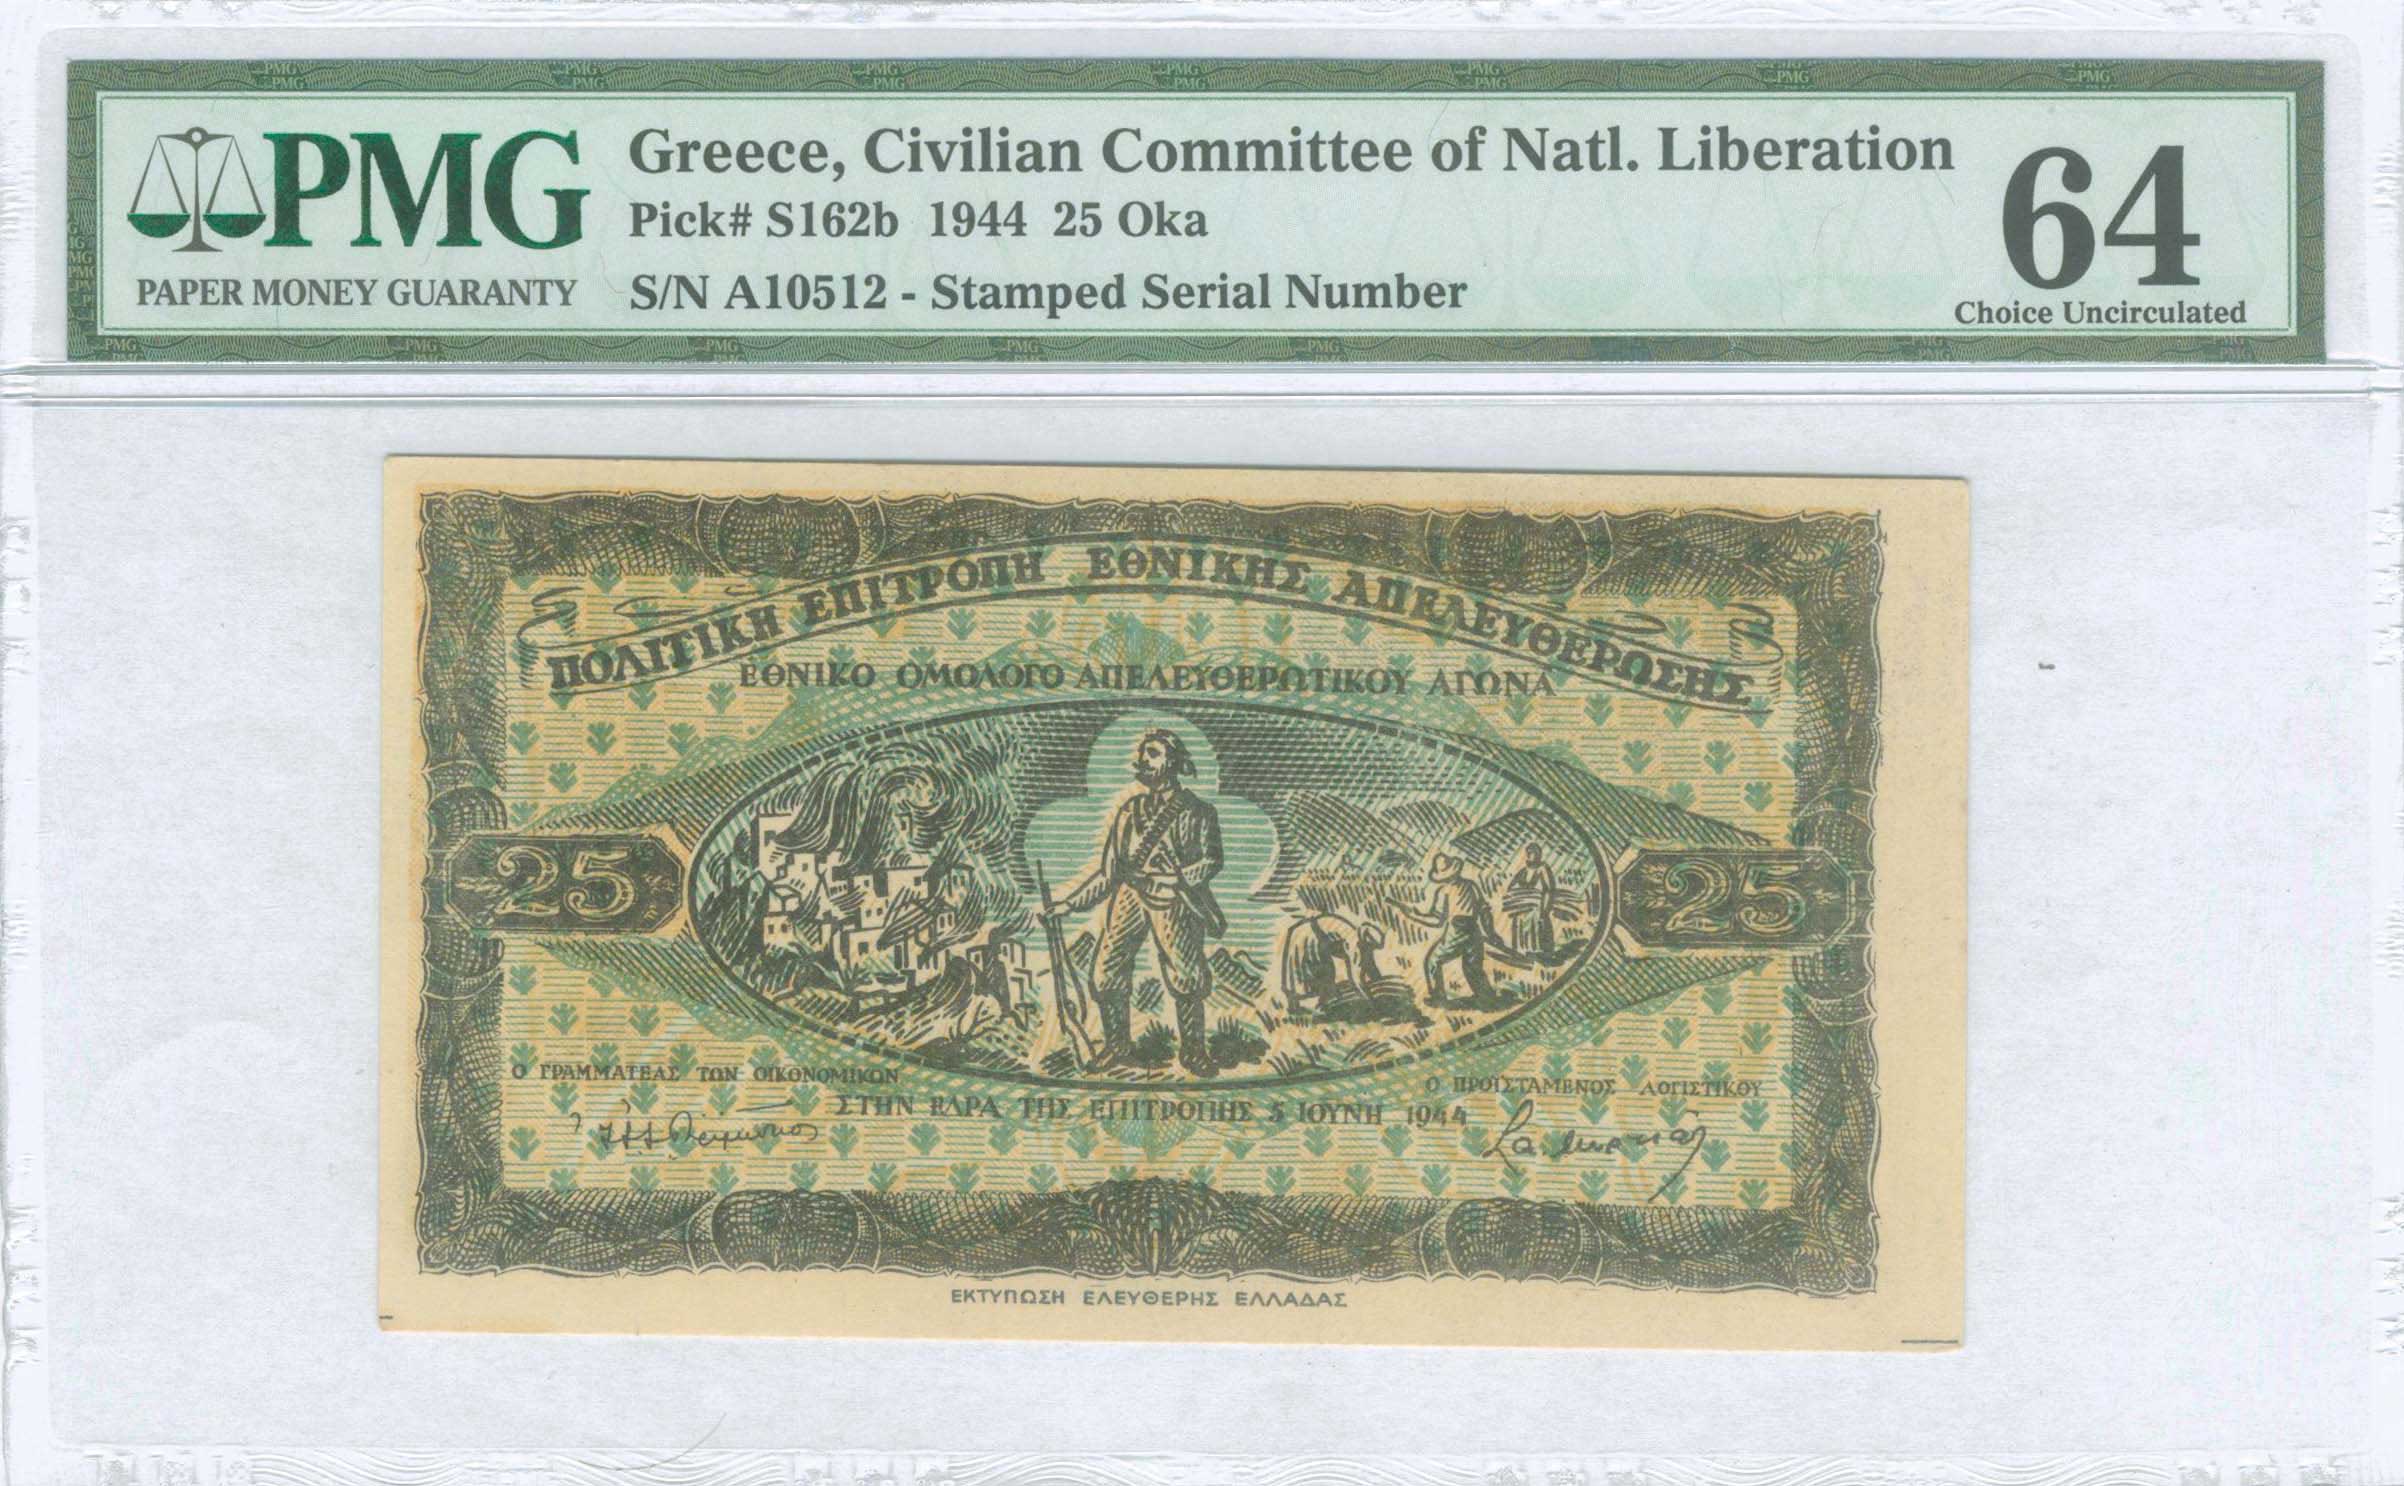 PMG
PAPER MONEY GUARANTY
Greece, Civilian Committee of Natl. Liberation
Pick# S162b 1944 25 Oka
S/N A10512 - Stamped Serial Number
64
Choice Uncirculated
ΠΟΛΙΤΙΚΗ ΕΠΙΤΡΟΠΗ ΕΘΝΙΚΗΣ ΑΠΕΛΕΥΘΕΡΩΣΗΣ
ΕΘΝΙΚΟ ΟΜΟΛΟΓΟ ΑΠΕΛΕΥΘΕΡΩΤΙΚΟΥ ΑΓΩΝΑ
25 25
Ο ΓΡΑΜΜΑΤΕΑΣ ΤΩΝ ΟΙΚΟΝΟΜΙΚΩΝ
Ο ΠΡΟΪΣΤΑΜΕΝΟΣ ΛΟΓΙΣΤΙΚΟΥ
ΣΤΗΝ ΕΔΡΑ ΤΗΣ ΕΠΙΤΡΟΠΗΣ 5 ΙΟΥΝΗ 1944
ΕΚΤΥΠΩΣΗ ΕΛΕΥΘΕΡΗΣ ΕΛΛΑΔΑΣ